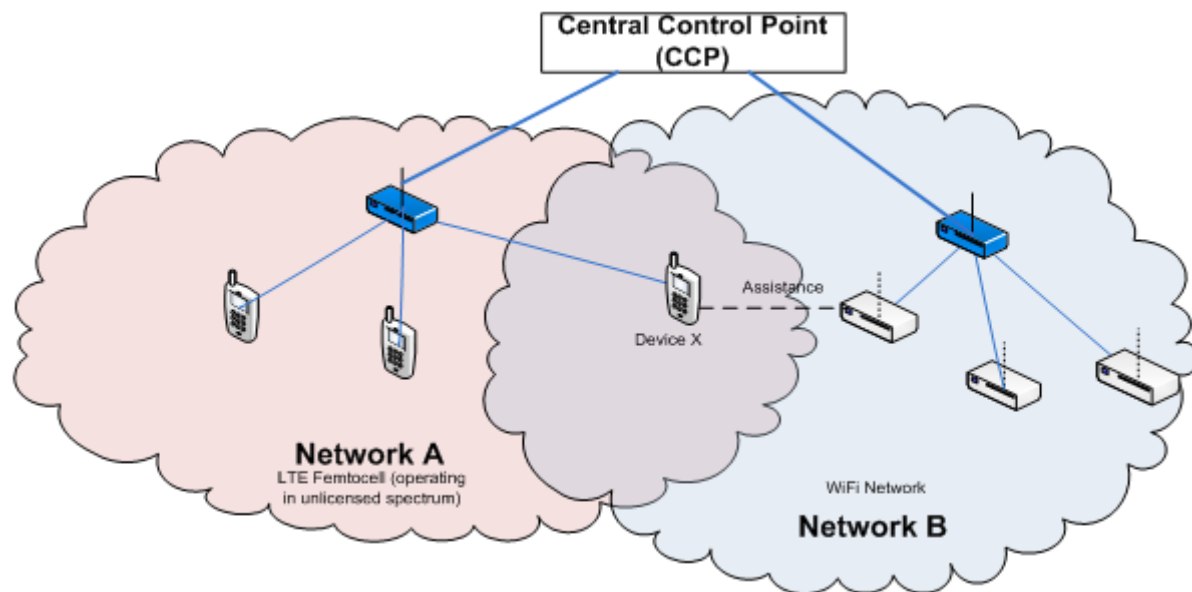 Central Control Point
(CCP)
Assistance
Device X
Network A
LTE Femtocell (operating
in unlicensed spectrum)
WiFi Network
Network B